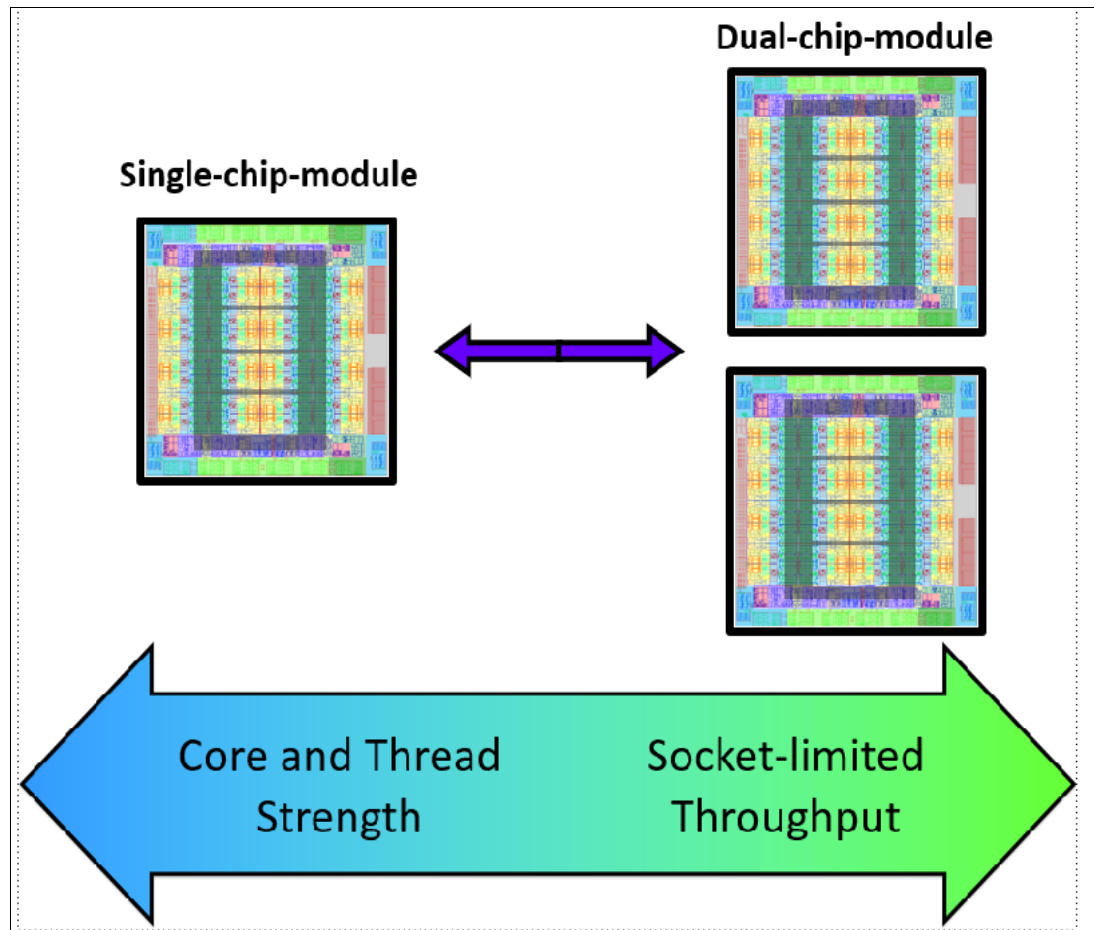 Dual-chip-module
Single-chip-module
Core and Thread
Strength
Socket-limited
Throughput